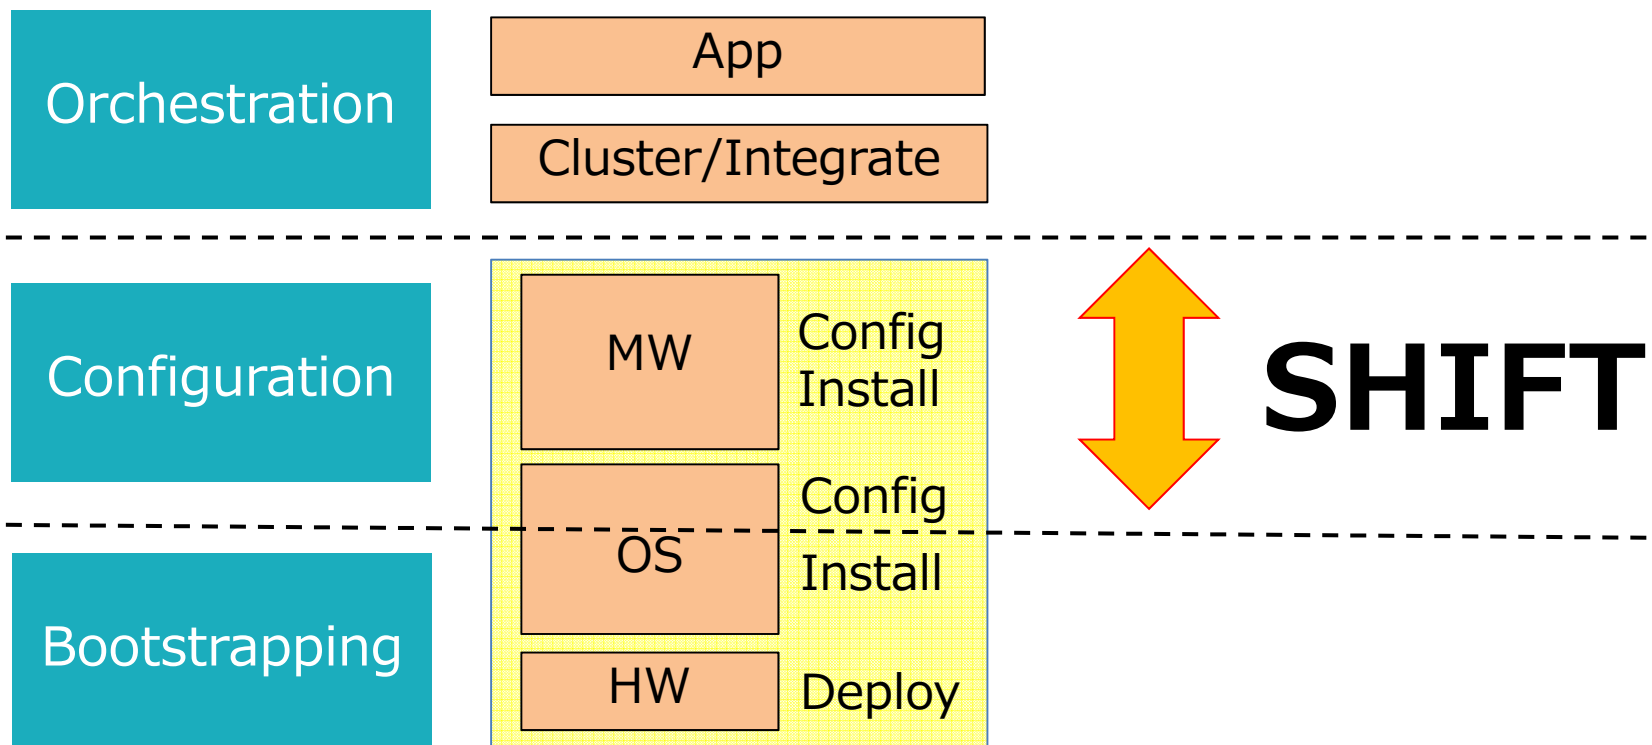 Orchestration
App
Cluster/Integrate
Configuration
MW
Config
Install
SHIFT
Config
OS
Install
Bootstrapping
HW
Deploy